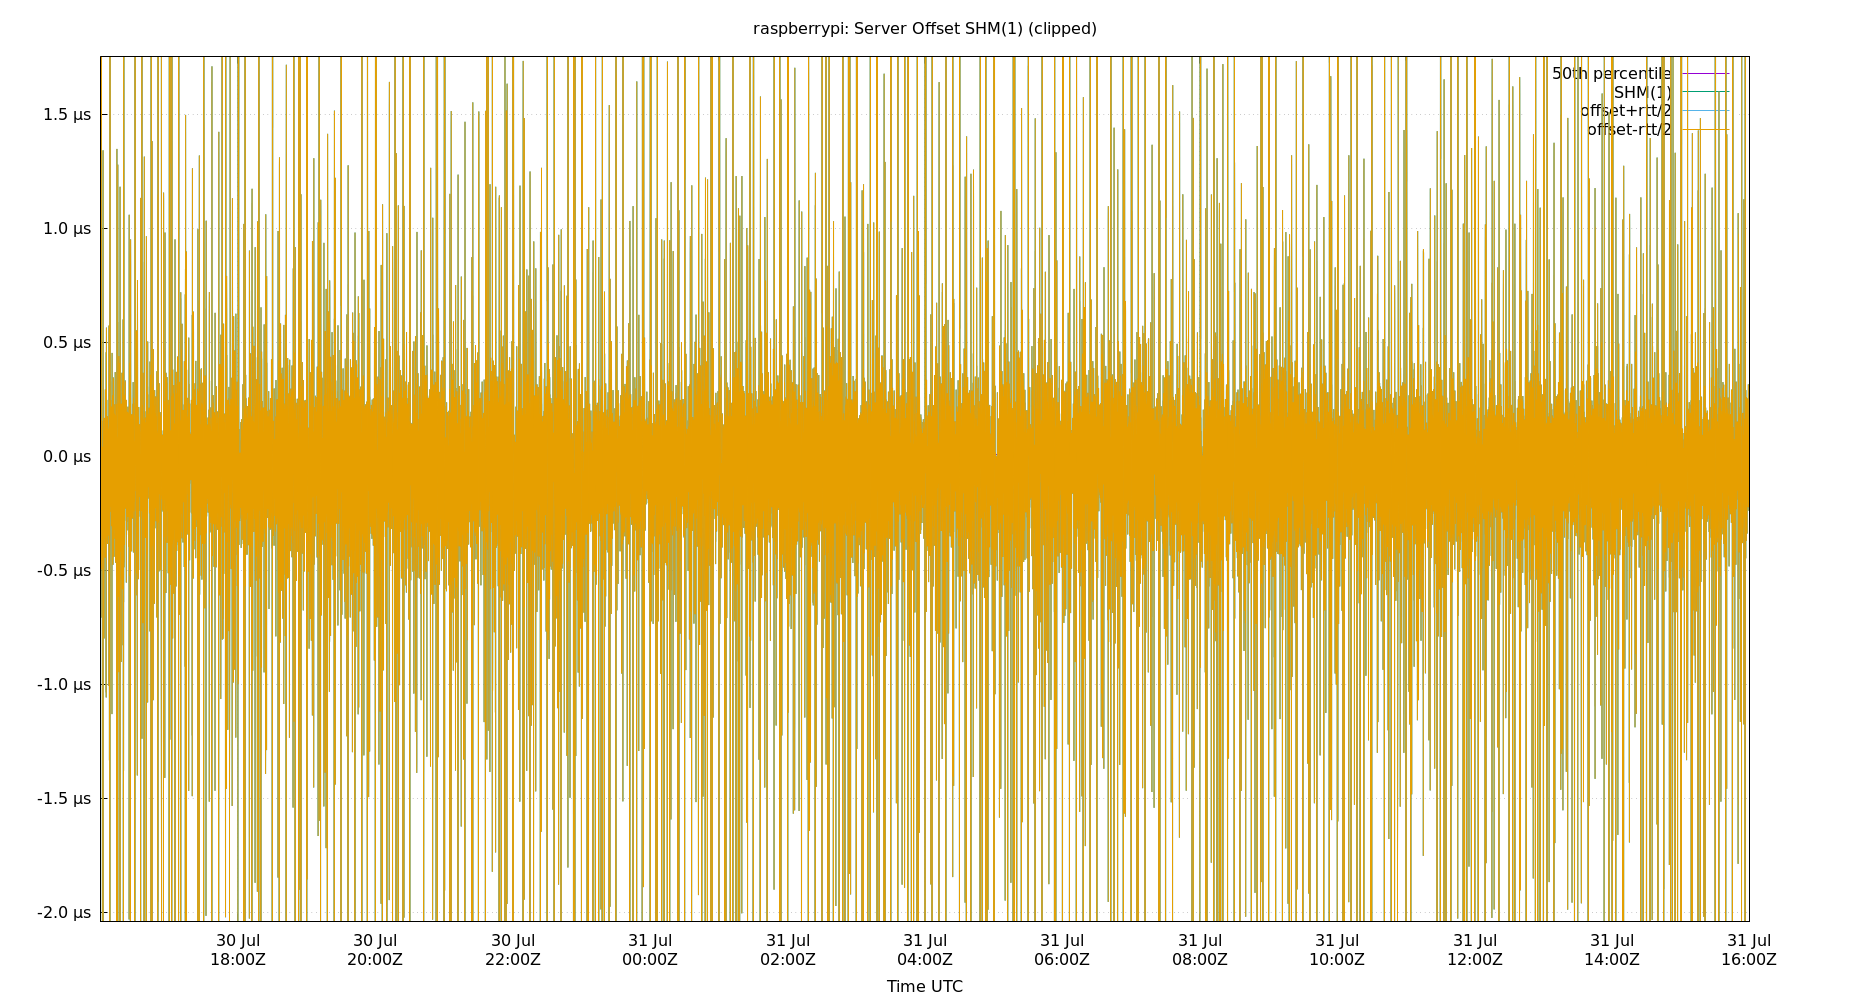 raspberrypi: Server Offset SHM(1) (clipped)
50th percentile
SHM(1)
offset+rtt/2
offset-rtt/2
1.5 µs
1.0 µs
0.5 µs
0.0 µs
-0.5 µs
-1.0 µs
-1.5 µs
-2.0 µs
30 Jul 30 Jul 30 Jul 31 Jul 31 Jul 31 Jul 31 Jul 31 Jul 31 Jul 31 Jul 31 Jul 31 Jul
18:00Z 20:00Z 22:00Z 00:00Z 02:00Z 04:00Z 06:00Z 08:00Z 10:00Z 12:00Z 14:00Z 16:00Z
Time UTC